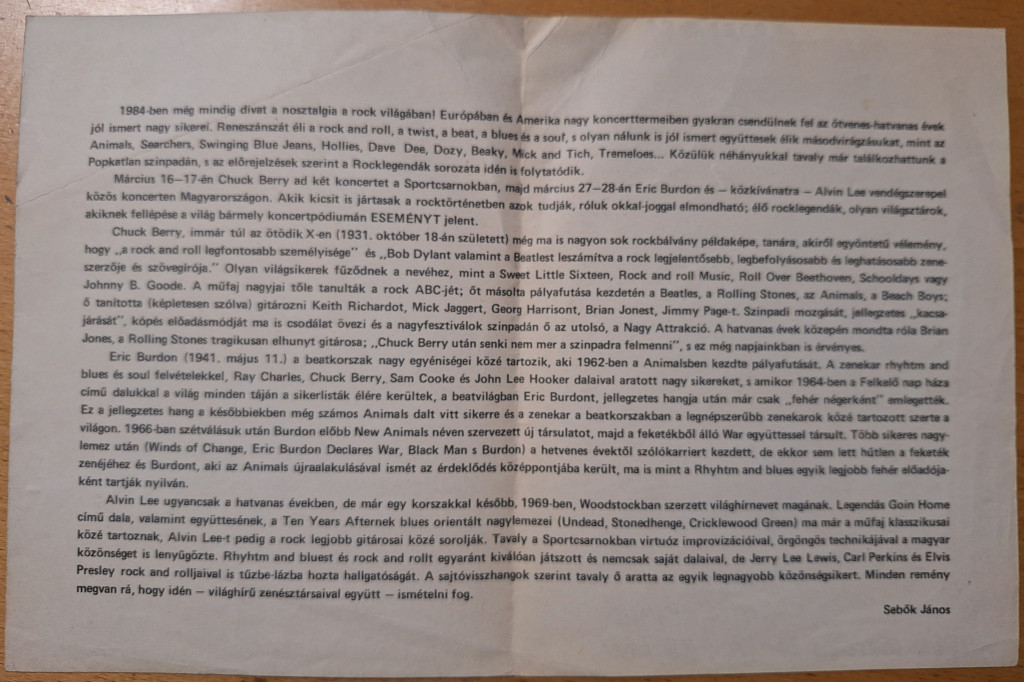 1984-ben még mindig divat a nosztalgia a rock világában! Európában és Amerika nagy koncerttermeiben gyakran csendülnek fel az ötvenes-hatvanas évek
jól ismert nagy sikerei. Reneszánszát éli a rock and roll, a twist, a beat, a blues és a soul, s olyan nálunk is jól ismert együttesek élik másodvirágzásukat, mint az
Animals, Searchers, Swinging Blue Jeans, Hollies, Dave Dee, Dozy, Beaky, Mick and Tich, Tremeloes... Közülük néhányukkal tavaly már találkozhattunk a
Popkatlan szinpadán, s az előrejelzések szerint a Rocklegendák sorozata idén is folytatódik.
Március 16–17-én Chuck Berry ad két koncertet a Sportcsarnokban, majd március 27–28-án Eric Burdon és – közkívánatra – Alvin Lee vendégszerepel
közös koncerten Magyarországon. Akik kicsit is jártasak a rocktörténetben azok tudják, róluk okkal-joggal elmondható; élő rocklegendák, olyan világsztárok,
akiknek fellépése a világ bármely koncertpódiumán ESEMÉNYT jelent.
Chuck Berry, immár túl az ötödik X-en (1931. október 18-án született) még ma is nagyon sok rockbálvány példaképe, tanára, akiről egyöntetű vélemény,
hogy „a rock and roll legfontosabb személyisége" és „Bob Dylant valamint a Beatlest leszámítva a rock legjelentősebb, legbefolyásosabb és leghatásosabb zene-
szerzője és szövegirója." Olyan világsikerek fűződnek a nevéhez, mint a Sweet Little Sixteen, Rock and roll Music, Roll Over Beethoven, Schooldays vagy
Johnny B. Goode. A műfaj nagyjai tőle tanulták a rock ABC-jét; őt másolta pályafutása kezdetén a Beatles, a Rolling Stones, az Animals, a Beach Boys;
ő tanította (képletesen szólva) gitározni Keith Richardot, Mick Jaggert, Georg Harrisont, Brian Jonest, Jimmy Page-t. Szinpadi mozgását, jellegzetes „kacsa-
járását", kópés előadásmódját ma is csodálat övezi és a nagyfesztiválok szinpadán ő az utolsó, a Nagy Attrakció. A hatvanas évek közepén mondta róla Brian
Jones, a Rolling Stones tragikusan elhunyt gitárosa; „Chuck Berry után senki nem mer a szinpadra felmenni", s ez még napjainkban is érvényes.
Eric Burdon (1941. május 11.) a beatkorszak nagy egyéniségei közé tartozik, aki 1962-ben a Animalsben kezdte pályafutását. A zenekar rhyhtm and
blues és soul felvételekkel, Ray Charles, Chuck Berry, Sam Cooke és John Lee Hooker dalaival aratott nagy sikereket, s amikor 1964-ben a Felkelő nap háza
című dalukkal a világ minden táján a sikerlisták élére kerültek, a beatvilágban Eric Burdont, jellegzetes hangja után már csak „fehér négerként" emlegették.
Ez a jellegzetes hang a későbbiekben még számos Animals dalt vitt sikerre és a zenekar a beatkorszakban a legnépszerűbb zenekarok közé tartozott szerte a
világon. 1966-ban szétválásuk után Burdon előbb New Animals néven szervezett új társulatot, majd a feketékből álló War együttessel társult. Több sikeres nagy-
lemez után (Winds of Change, Eric Burdon Declares War, Black Man s Burdon) a hetvenes évektől szólókarriert kezdett, de ekkor sem lett hűtlen a feketék
zenéjéhez és Burdont, aki az Animals újraalakulásával ismét az érdeklődés középpontjába került, ma is mint a Rhyhtm and blues egyik legjobb fehér előadója-
ként tartják nyilván.
Alvin Lee ugyancsak a hatvanas években, de már egy korszakkal később, 1969-ben, Woodstockban szerzett világhírnevet magának. Legendás Goin Home
című dala, valamint együttesének, a Ten Years Afternek blues orientált nagylemezei (Undead, Stonedhenge, Cricklewood Green) ma már a műfaj klasszikusai
közé tartoznak, Alvin Lee-t pedig a rock legjobb gitárosai közé sorolják. Tavaly a Sportcsarnokban virtuóz improvizációival, örgöngös technikájával a magyar
közönséget is lenyűgözte. Rhyhtm and bluest és rock and rollt egyaránt kiválóan játszott és nemcsak saját dalaival, de Jerry Lee Lewis, Carl Perkins és Elvis
Presley rock and rolljaival is tűzbe-lázba hozta hallgatóságát. A sajtóvisszhangok szerint tavaly ő aratta az egyik legnagyobb közönségsikert. Minden remény
megvan rá, hogy idén – világhírű zenésztársaival együtt – ismételni fog.
Sebők János